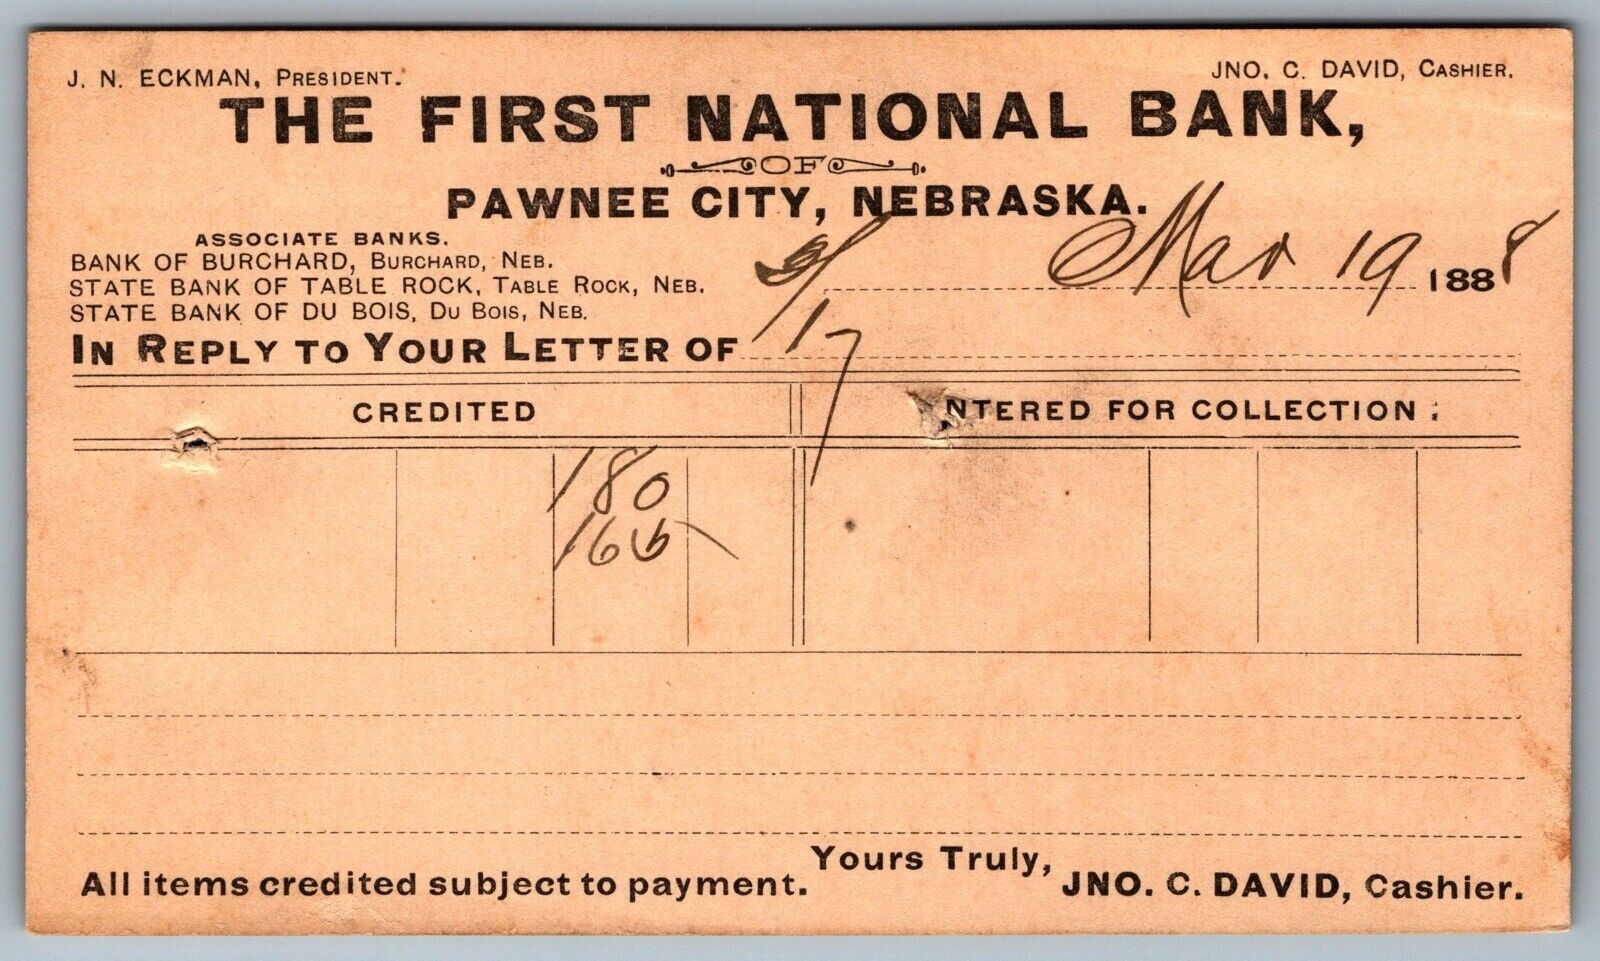 J. N. ECKMAN, PRESIDENT.
JNO. C. DAVID, CASHIER.
THE FIRST NATIONAL BANK,
OF
PAWNEE CITY, NEBRASKA.
ASSOCIATE BANKS.
BANK OF BURCHARD, BURCHARD, NEB.
STATE BANK OF TABLE ROCK, TABLE ROCK, NEB.
STATE BANK OF DU BOIS, DU BOIS, NEB.
Mar 19 1888
IN REPLY TO YOUR LETTER OF 3/17
CREDITED
NTERED FOR COLLECTION:
180
166
Yours Truly,
All items credited subject to payment.
JNO. C. DAVID, Cashier.